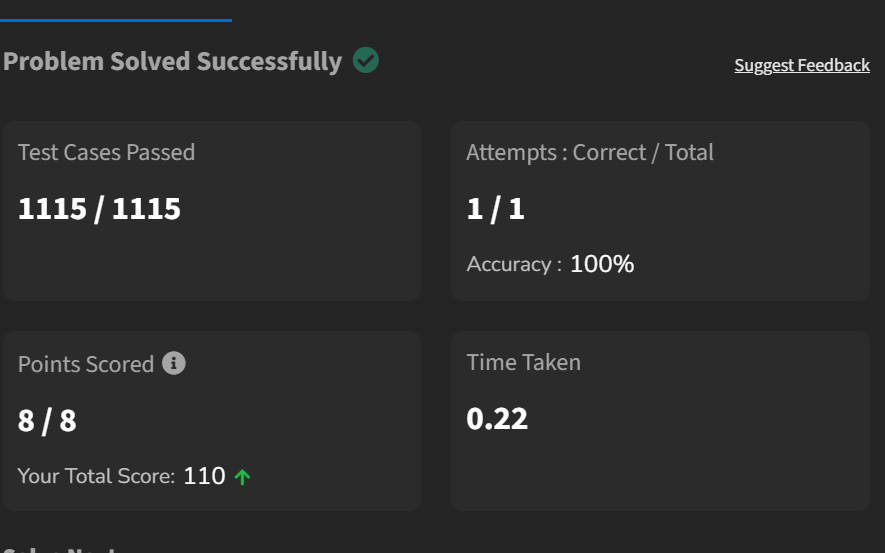 Problem Solved Successfully
Suggest Feedback
Test Cases Passed
1115 / 1115
Attempts : Correct / Total
1 / 1
Accuracy : 100%
Points Scored
8 / 8
Your Total Score: 110
Time Taken
0.22